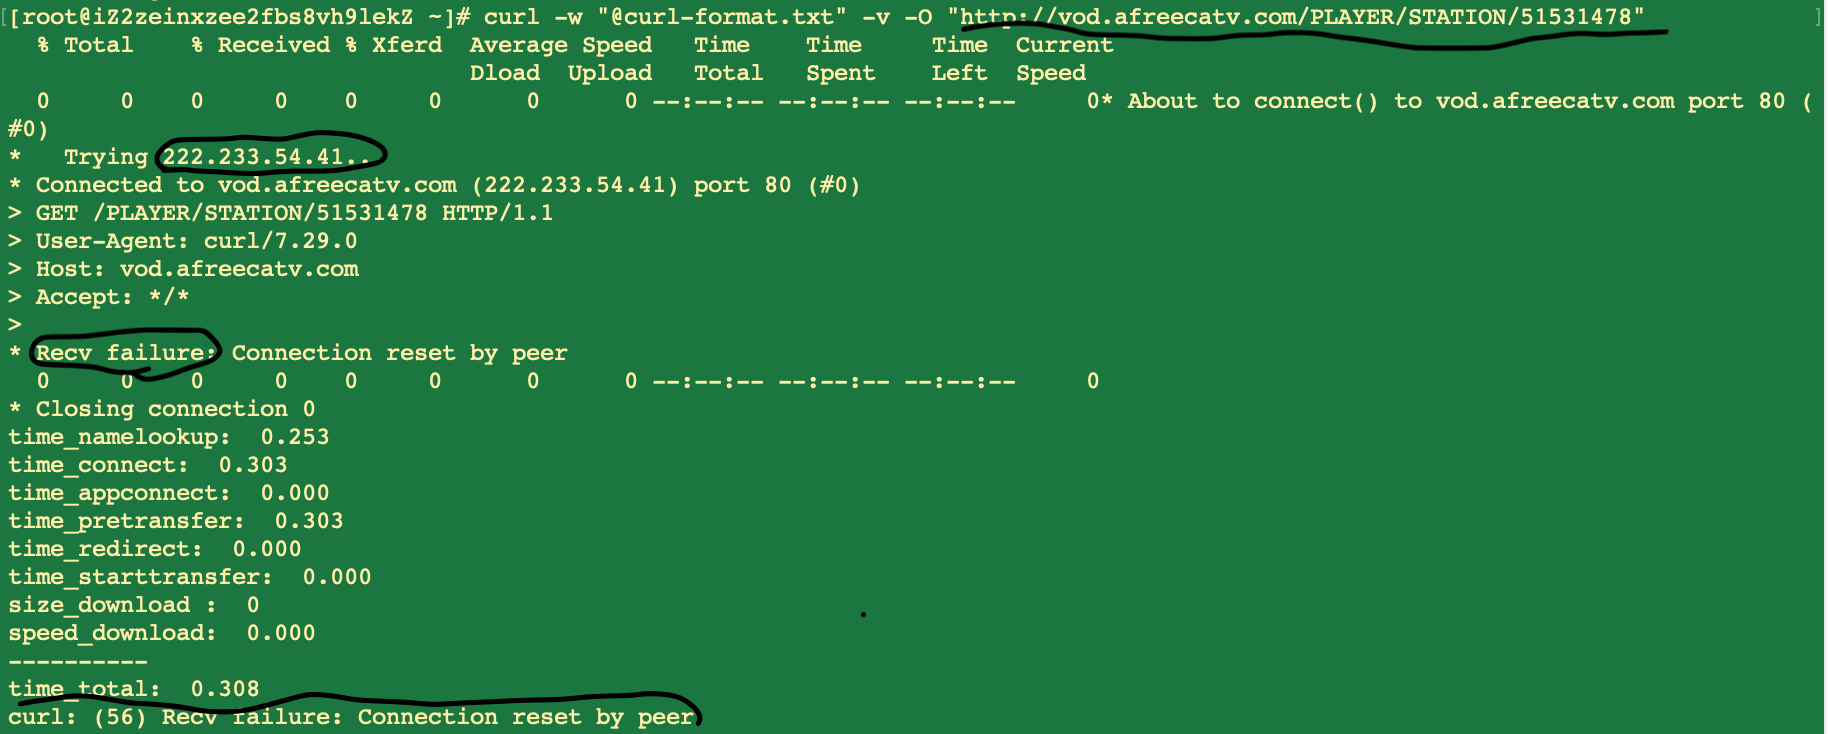 [[root@iZ2zeinxzee2fbs8vh9lekZ ~]# curl -w "@curl-format.txt" -v -O "http://vod.afreecatv.com/PLAYER/STATION/51531478" ]
% Total % Received % Xferd Average Speed Time Time Time Current
Dload Upload Total Spent Left Speed
0 0 0 0 0 0 0 0 --:--:-- --:--:-- --:--:-- 0* About to connect() to vod.afreecatv.com port 80 (
#0)
* Trying 222.233.54.41...
* Connected to vod.afreecatv.com (222.233.54.41) port 80 (#0)
> GET /PLAYER/STATION/51531478 HTTP/1.1
> User-Agent: curl/7.29.0
> Host: vod.afreecatv.com
> Accept: */*
>
* Recv failure: Connection reset by peer
0 0 0 0 0 0 0 0 --:--:-- --:--:-- --:--:-- 0
* Closing connection 0
time_namelookup: 0.253
time_connect: 0.303
time_appconnect: 0.000
time_pretransfer: 0.303
time_redirect: 0.000
time_starttransfer: 0.000
size_download : 0
speed_download: 0.000
----------
time_total: 0.308
curl: (56) Recv failure: Connection reset by peer